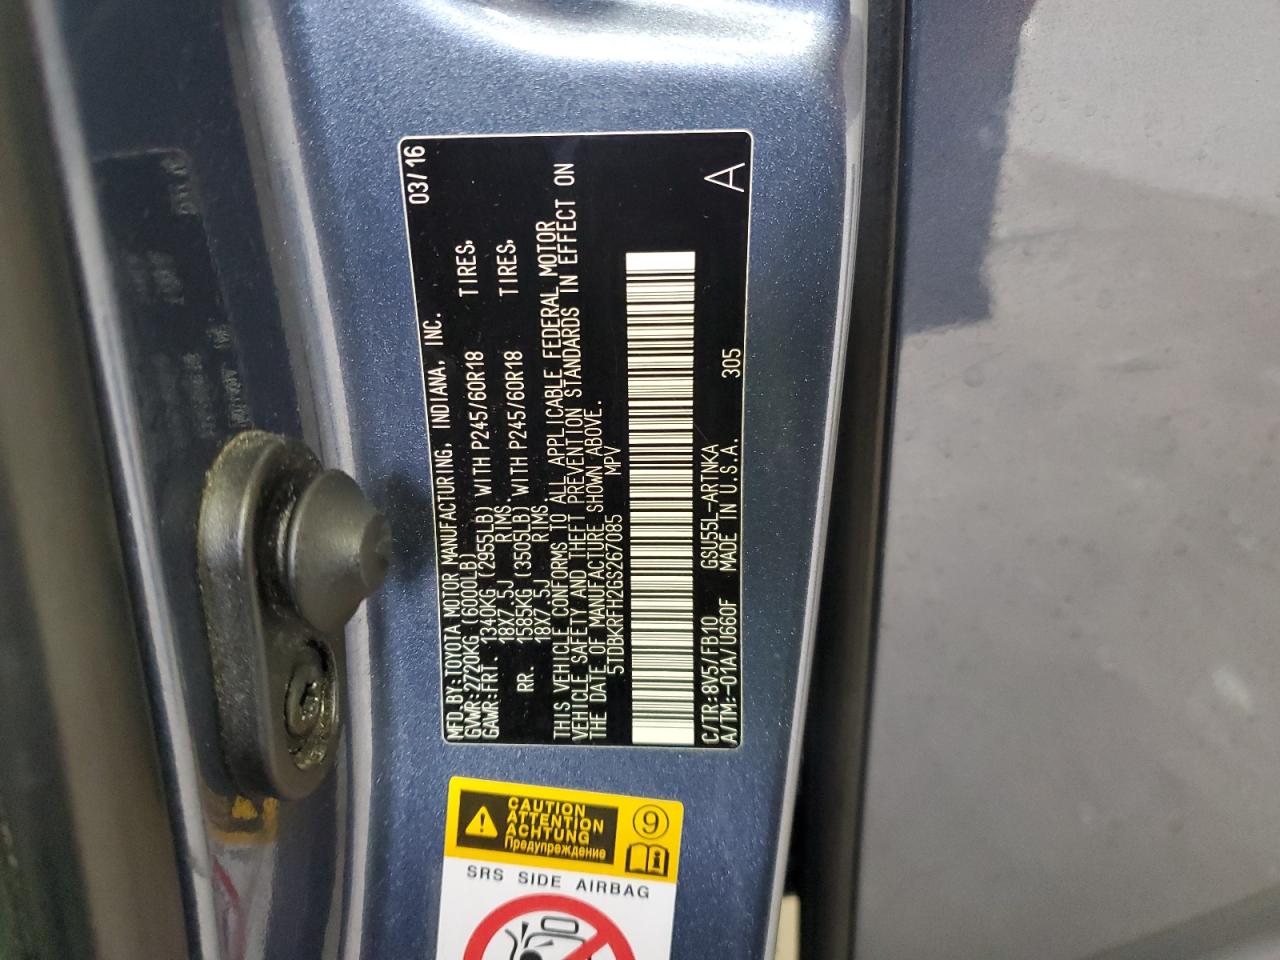 MFD.BY:TOYOTA MOTOR MANUFACTURING, INDIANA, INC. 03/16
GVWR:2720KG (6000LB)
GAWR:FRT. 1340KG (2955LB) WITH P245/60R18 TIRES,
18X7.5J RIMS.
RR. 1585KG (3505LB) WITH P245/60R18 TIRES,
18X7.5J RIMS.
THIS VEHICLE CONFORMS TO ALL APPLICABLE FEDERAL MOTOR
VEHICLE SAFETY AND THEFT PREVENTION STANDARDS IN EFFECT ON
THE DATE OF MANUFACTURE SHOWN ABOVE.
5TDBKRFH2GS267085 MPV
C/TR:8V5/FB10 GSU55L-ARTNKA 305
A/TM:-01A/U660F MADE IN U.S.A. A
CAUTION
ATTENTION
ACHTUNG
Предупреждение
9
SRS SIDE AIRBAG